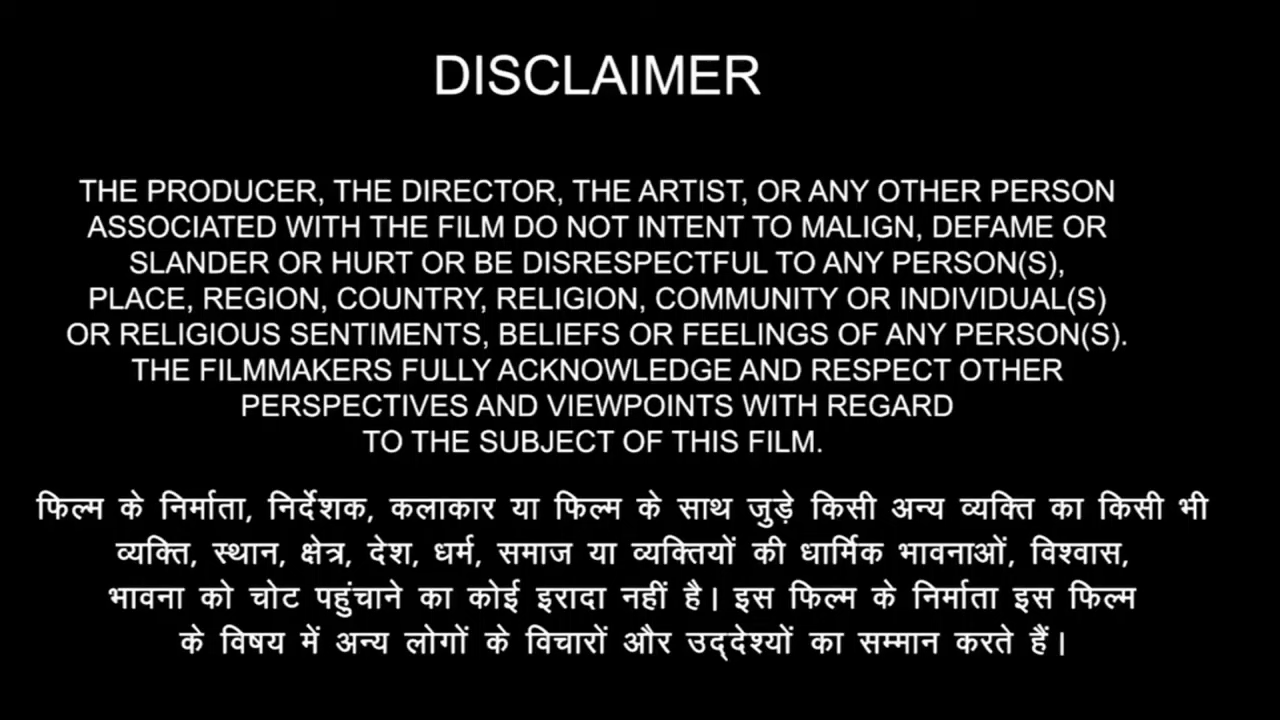 DISCLAIMER
THE PRODUCER, THE DIRECTOR, THE ARTIST, OR ANY OTHER PERSON
ASSOCIATED WITH THE FILM DO NOT INTENT TO MALIGN, DEFAME OR
SLANDER OR HURT OR BE DISRESPECTFUL TO ANY PERSON(S),
PLACE, REGION, COUNTRY, RELIGION, COMMUNITY OR INDIVIDUAL(S)
OR RELIGIOUS SENTIMENTS, BELIEFS OR FEELINGS OF ANY PERSON(S).
THE FILMMAKERS FULLY ACKNOWLEDGE AND RESPECT OTHER
PERSPECTIVES AND VIEWPOINTS WITH REGARD
TO THE SUBJECT OF THIS FILM.
फिल्म के निर्माता, निर्देशक, कलाकार या फिल्म के साथ जुड़े किसी अन्य व्यक्ति का किसी भी
व्यक्ति, स्थान, क्षेत्र, देश, धर्म, समाज या व्यक्तियों की धार्मिक भावनाओं, विश्वास,
भावना को चोट पहुंचाने का कोई इरादा नहीं है। इस फिल्म के निर्माता इस फिल्म
के विषय में अन्य लोगों के विचारों और उद्देश्यों का सम्मान करते हैं।